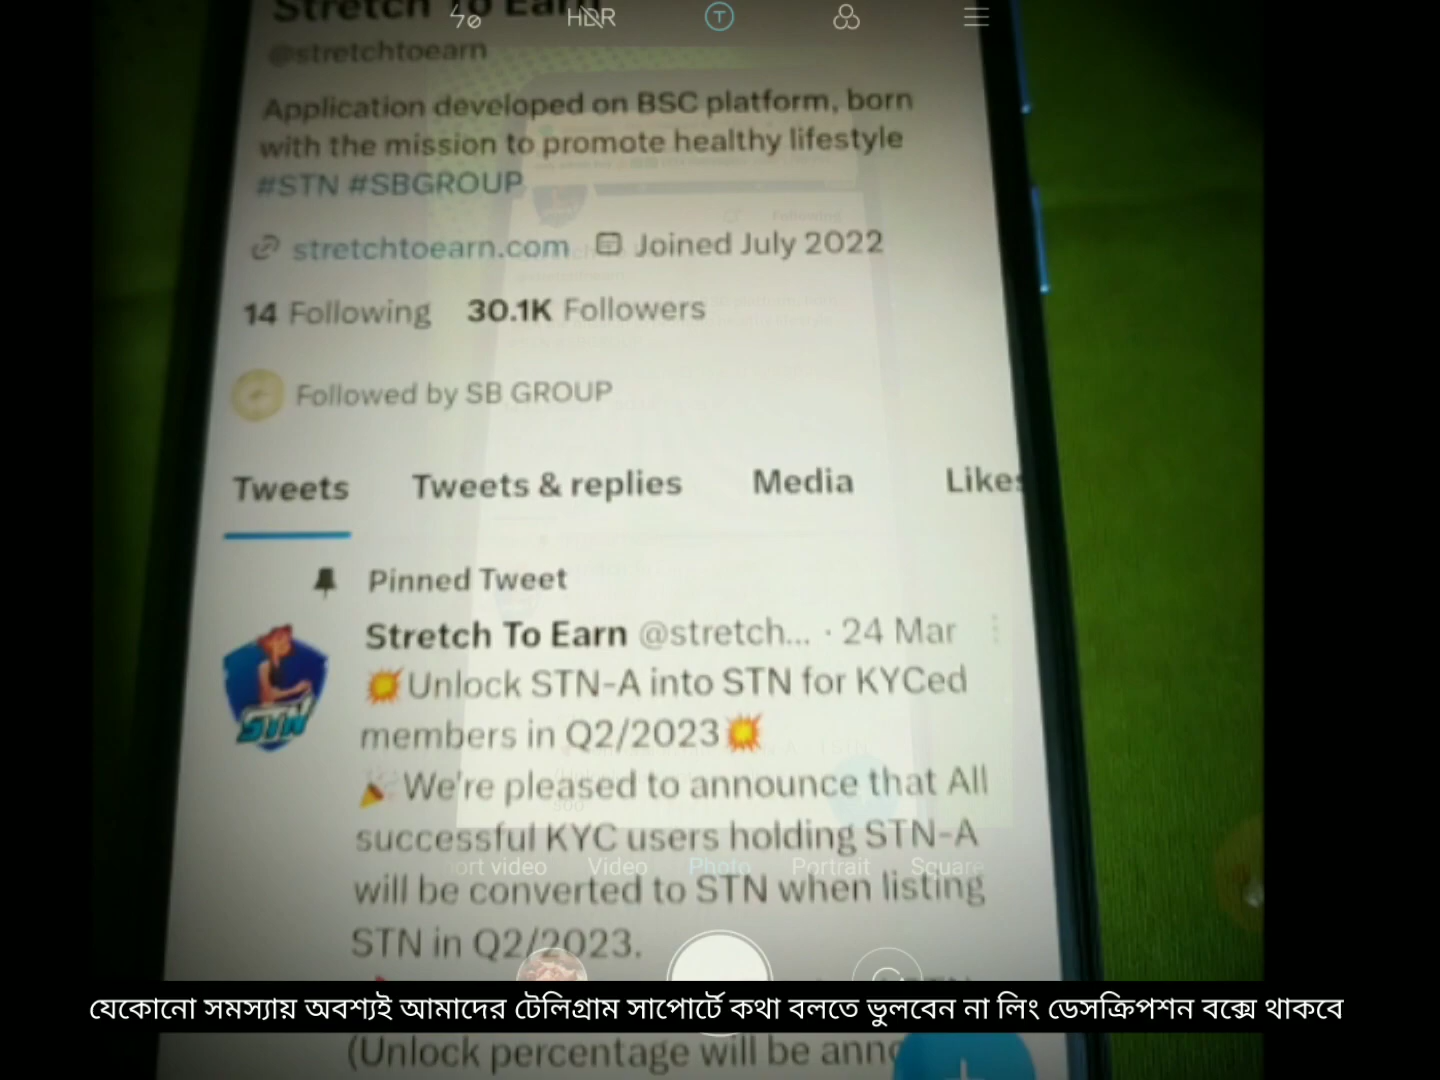 Stretch To Earn
HDR
T
@stretchtoearn
Application developed on BSC platform, born
with the mission to promote healthy lifestyle
#STN #SBGROUP
stretchtoearn.com Joined July 2022
14 Following 30.1K Followers
Followed by SB GROUP
Tweets Tweets & replies Media Likes
Pinned Tweet
Stretch To Earn @stretch... · 24 Mar
💥Unlock STN-A into STN for KYCed
members in Q2/2023💥
🎉We're pleased to announce that All
successful KYC users holding STN-A
ort video Video Photo Portrait Square
will be converted to STN when listing
STN in Q2/2023.
STN
যেকোনো সমস্যায় অবশ্যই আমাদের টেলিগ্রাম সাপোর্টে কথা বলতে ভুলবেন না লিং ডেসক্রিপশন বক্সে থাকবে
(Unlock percentage will be anno